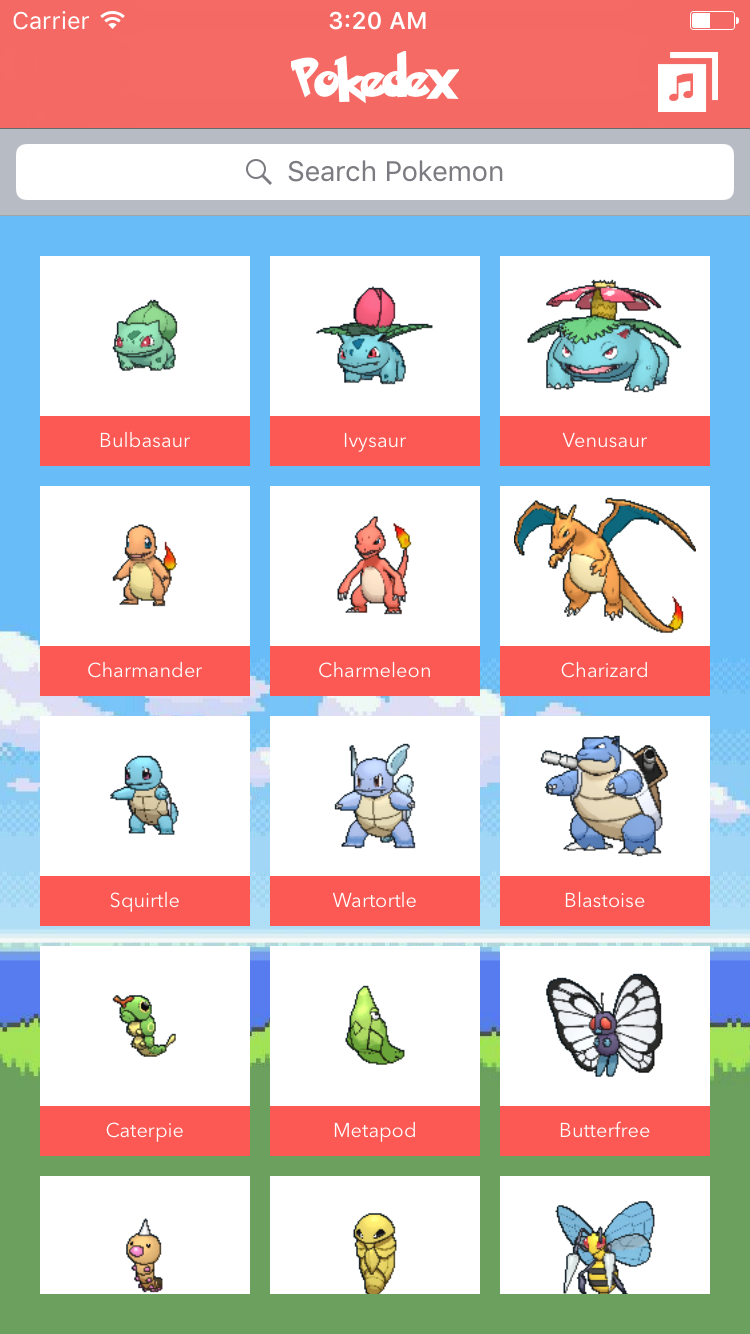 Carrier 3:20 AM
Pokedex
Search Pokemon
Bulbasaur Ivysaur Venusaur
Charmander Charmeleon Charizard
Squirtle Wartortle Blastoise
Caterpie Metapod Butterfree